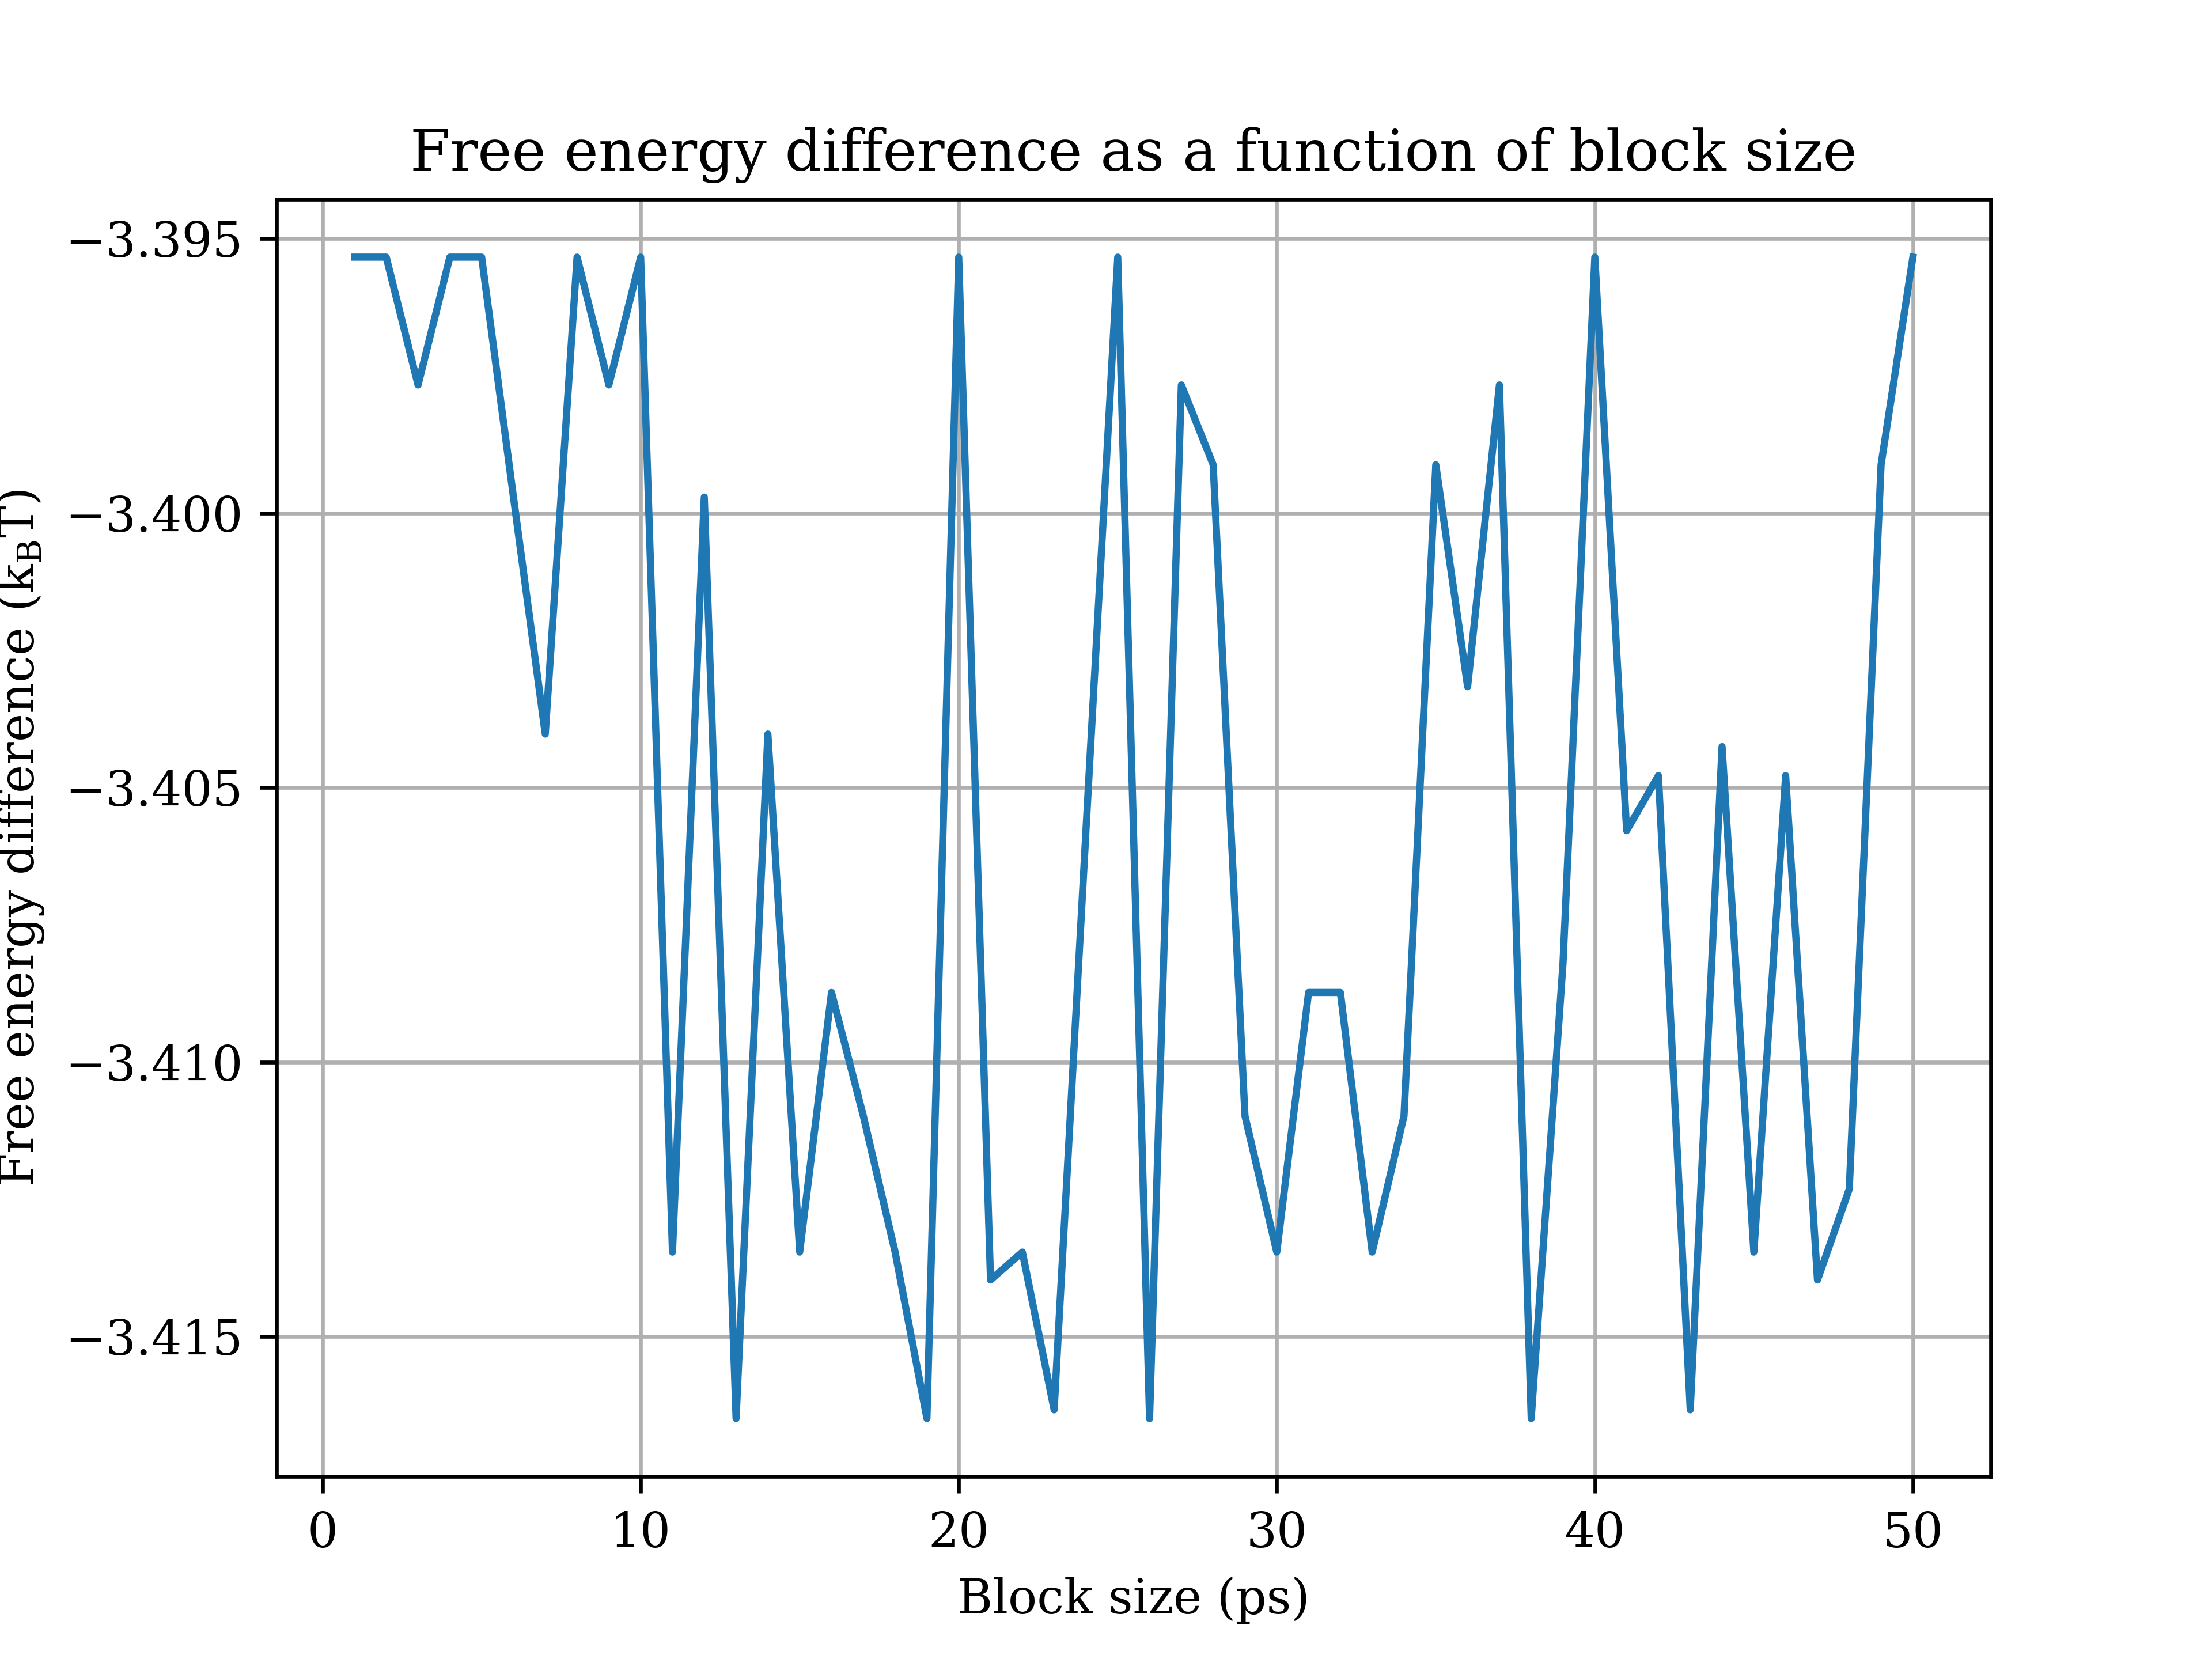 Free energy difference as a function of block size
Free energy difference (kBT)
−3.395
−3.400
−3.405
−3.410
−3.415
0 10 20 30 40 50
Block size (ps)